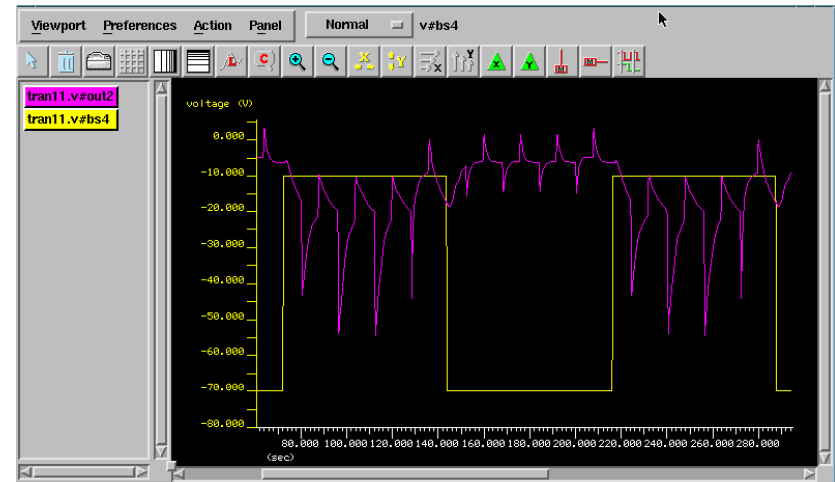 Viewport Preferences Action Panel Normal v#bs4
tran11.v#out2
tran11.v#bs4
voltage (V)
0.000
-10.000
-20.000
-30.000
-40.000
-50.000
-60.000
-70.000
-80.000
80.000 100.000 120.000 140.000 160.000 180.000 200.000 220.000 240.000 260.000 280.000
(sec)